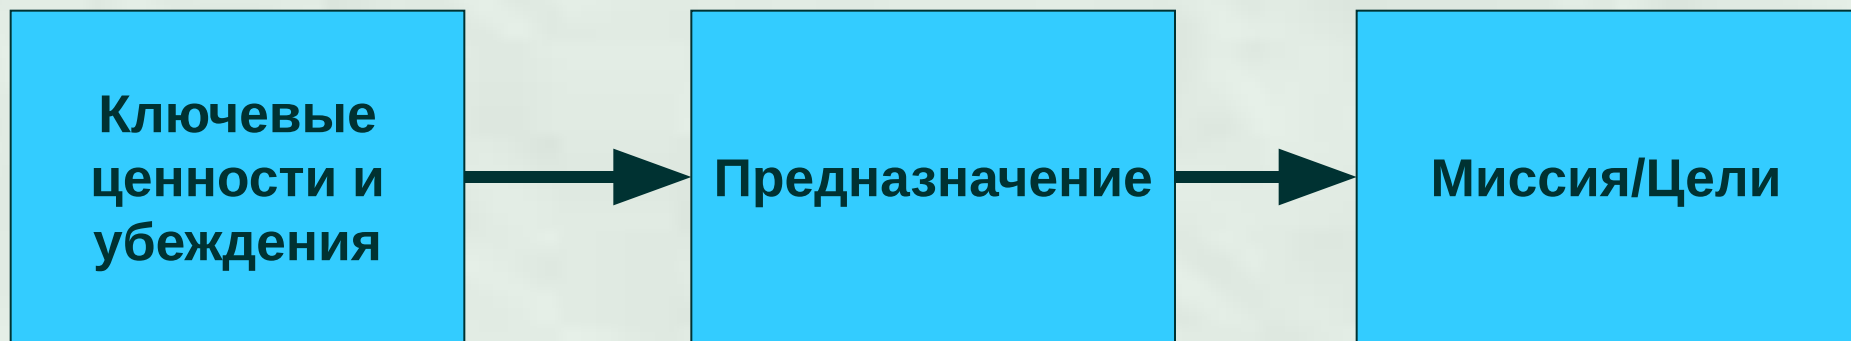 Ключевые
ценности и
убеждения
Предназначение
Миссия/Цели